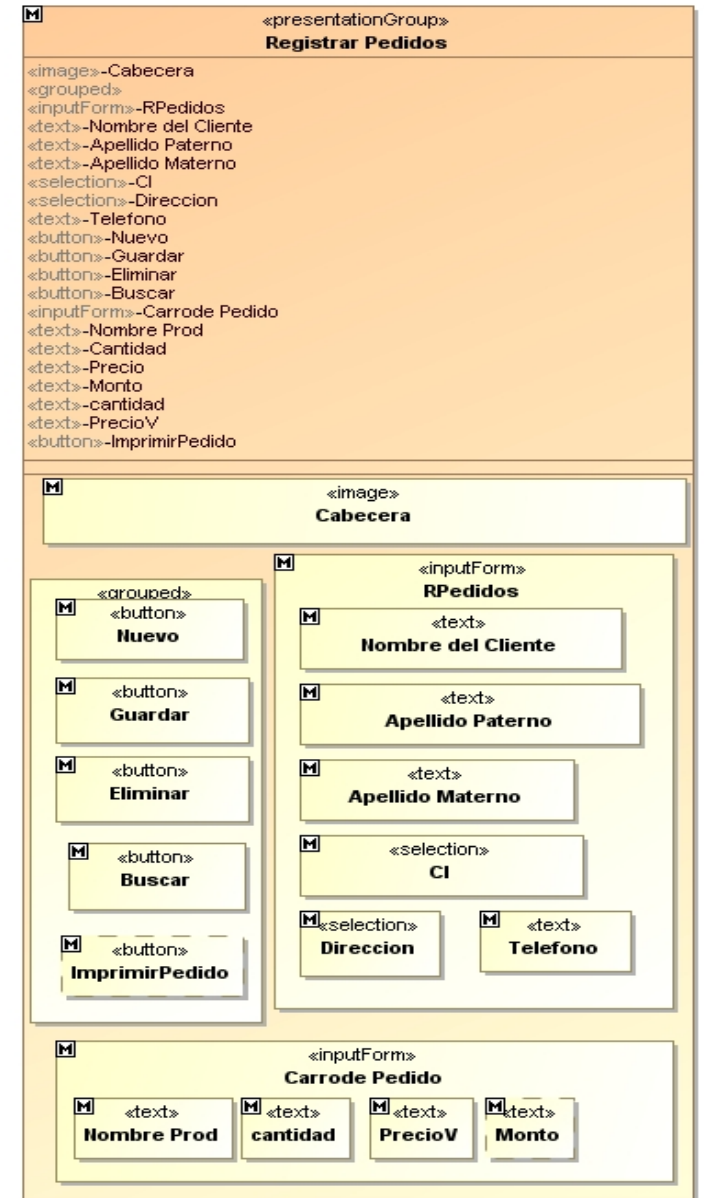 M
«presentationGroup»
Registrar Pedidos
«image»-Cabecera
«grouped»
«inputForm»-RPedidos
«text»-Nombre del Cliente
«text»-Apellido Paterno
«text»-Apellido Materno
«selection»-CI
«selection»-Direccion
«text»-Telefono
«button»-Nuevo
«button»-Guardar
«button»-Eliminar
«button»-Buscar
«inputForm»-Carrode Pedido
«text»-Nombre Prod
«text»-Cantidad
«text»-Precio
«text»-Monto
«text»-cantidad
«text»-PrecioV
«button»-ImprimirPedido
M
«image»
Cabecera
«grouped»
M
«button»
Nuevo
M
«button»
Guardar
M
«button»
Eliminar
M
«button»
Buscar
M
«button»
ImprimirPedido
M
«inputForm»
RPedidos
M
«text»
Nombre del Cliente
M
«text»
Apellido Paterno
M
«text»
Apellido Materno
M
«selection»
CI
M
«selection»
Direccion
M
«text»
Telefono
M
«inputForm»
Carrode Pedido
M
«text»
Nombre Prod
M
«text»
cantidad
M
«text»
PrecioV
M
«text»
Monto